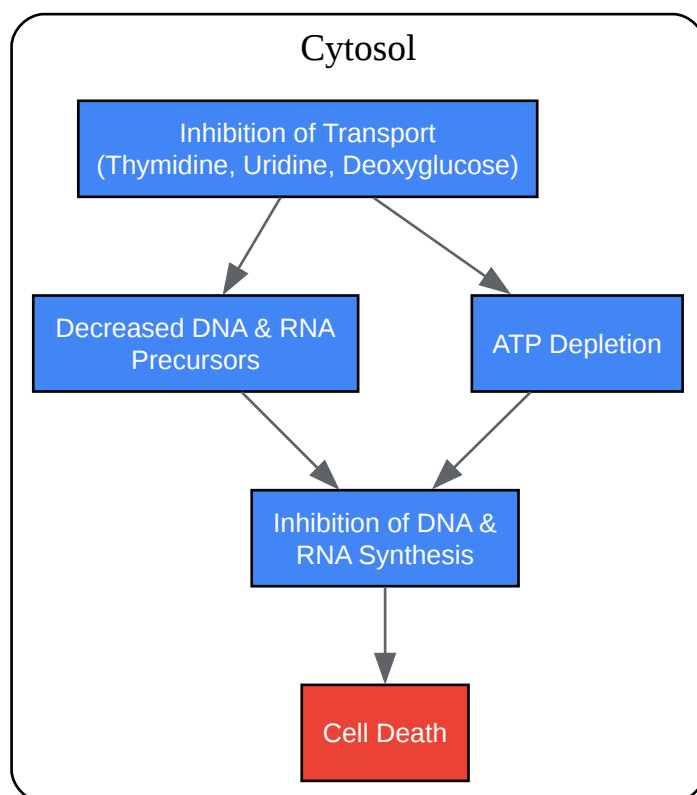 Cytosol
Inhibition of Transport
(Thymidine, Uridine, Deoxyglucose)
Decreased DNA & RNA
Precursors
ATP Depletion
Inhibition of DNA &
RNA Synthesis
Cell Death